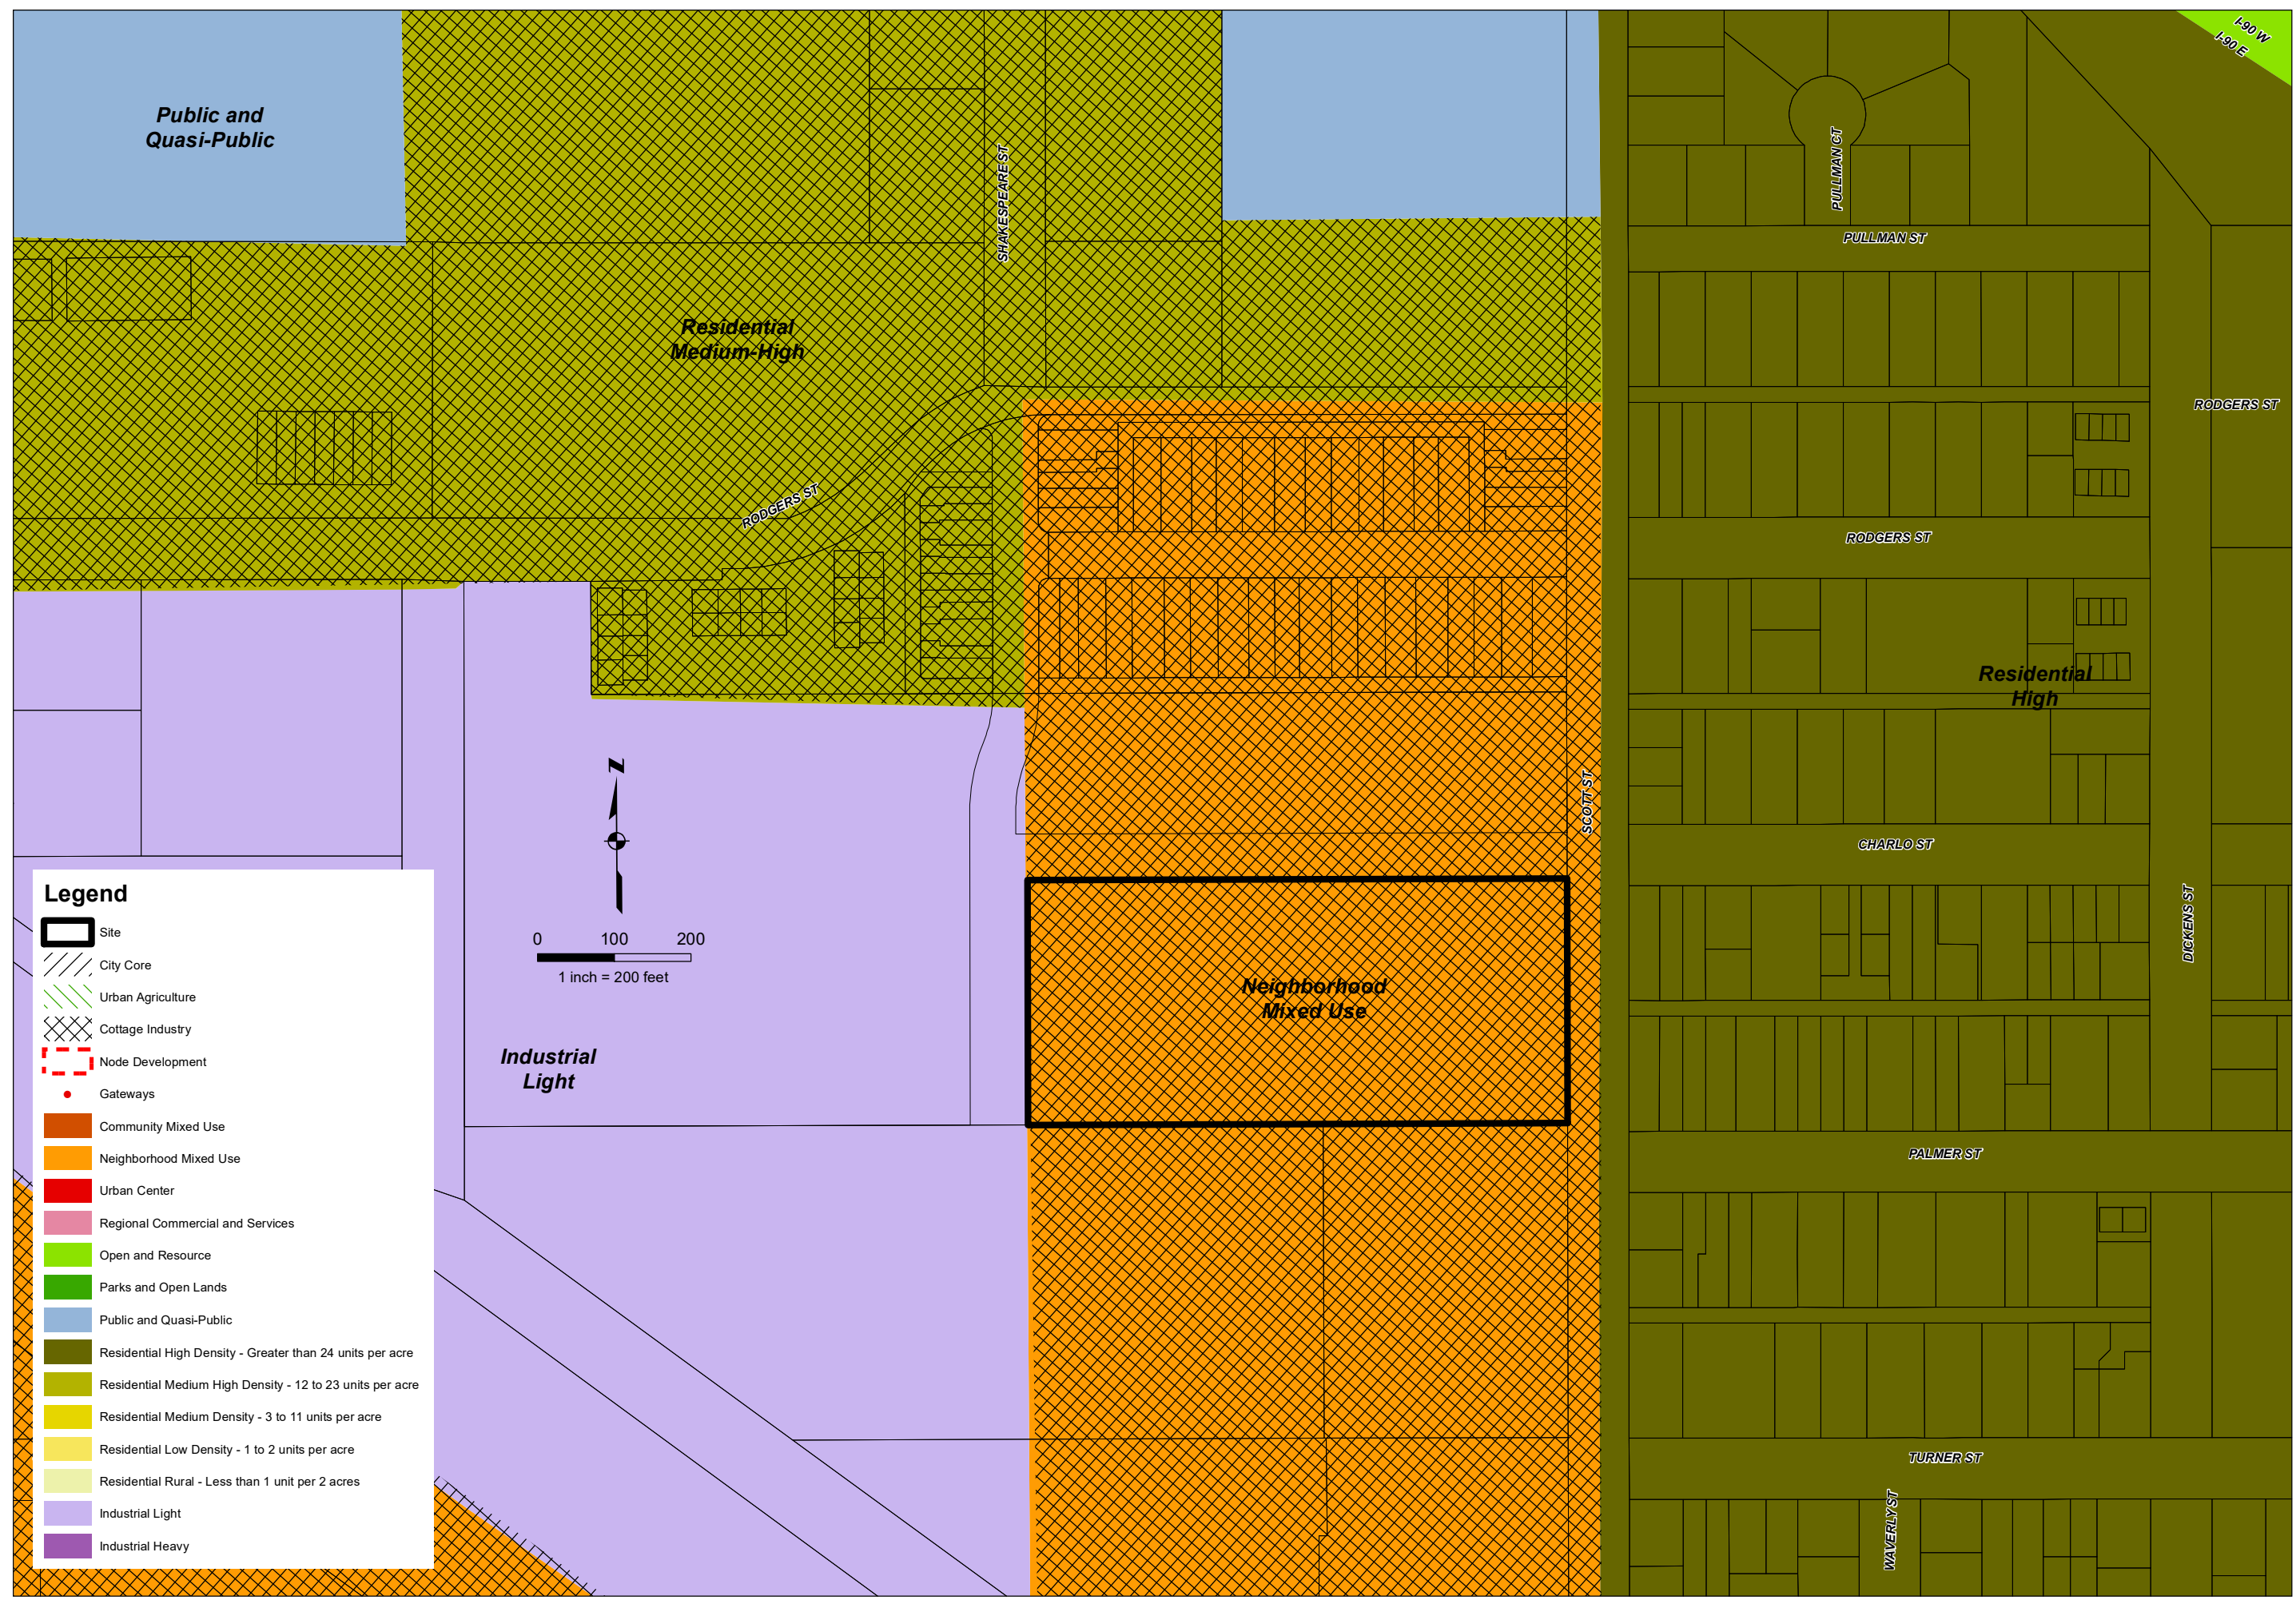 I-90 W
I-90 E
Public and
Quasi-Public
PULLMAN CT
SHAKESPEARE ST
PULLMAN ST
Residential
Medium-High
RODGERS ST
RODGERS ST
RODGERS ST
Residential
High
N
SCOTT ST
CHARLO ST
DICKENS ST
0 100 200
1 inch = 200 feet
Neighborhood
Mixed Use
Industrial
Light
PALMER ST
TURNER ST
WAVERLY ST
Legend
Site
City Core
Urban Agriculture
Cottage Industry
Node Development
Gateways
Community Mixed Use
Neighborhood Mixed Use
Urban Center
Regional Commercial and Services
Open and Resource
Parks and Open Lands
Public and Quasi-Public
Residential High Density - Greater than 24 units per acre
Residential Medium High Density - 12 to 23 units per acre
Residential Medium Density - 3 to 11 units per acre
Residential Low Density - 1 to 2 units per acre
Residential Rural - Less than 1 unit per 2 acres
Industrial Light
Industrial Heavy